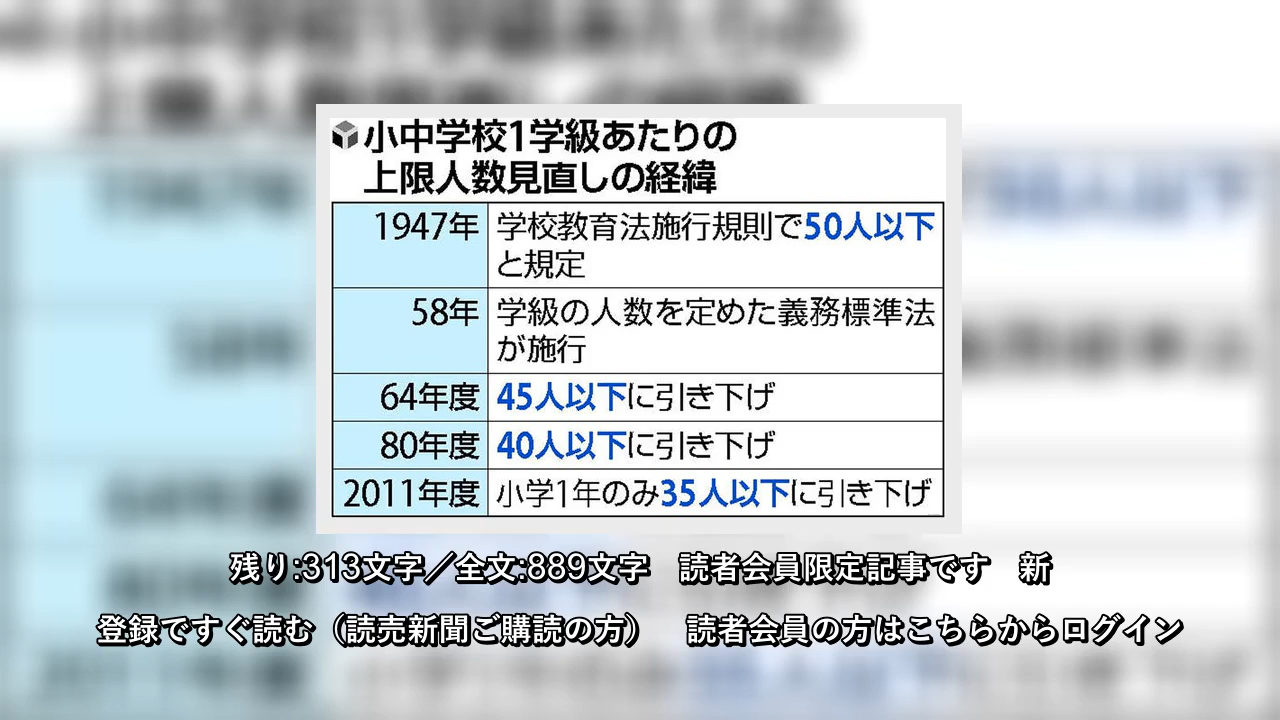 小中学校1学級あたりの
上限人数見直しの経緯
1947年 学校教育法施行規則で50人以下
と規定
58年 学級の人数を定めた義務標準法
が施行
64年度 45人以下に引き下げ
80年度 40人以下に引き下げ
2011年度 小学1年のみ35人以下に引き下げ
残り:313文字／全文:889文字　読者会員限定記事です　新
登録ですぐ読む（読売新聞ご購読の方）　読者会員の方はこちらからログイン